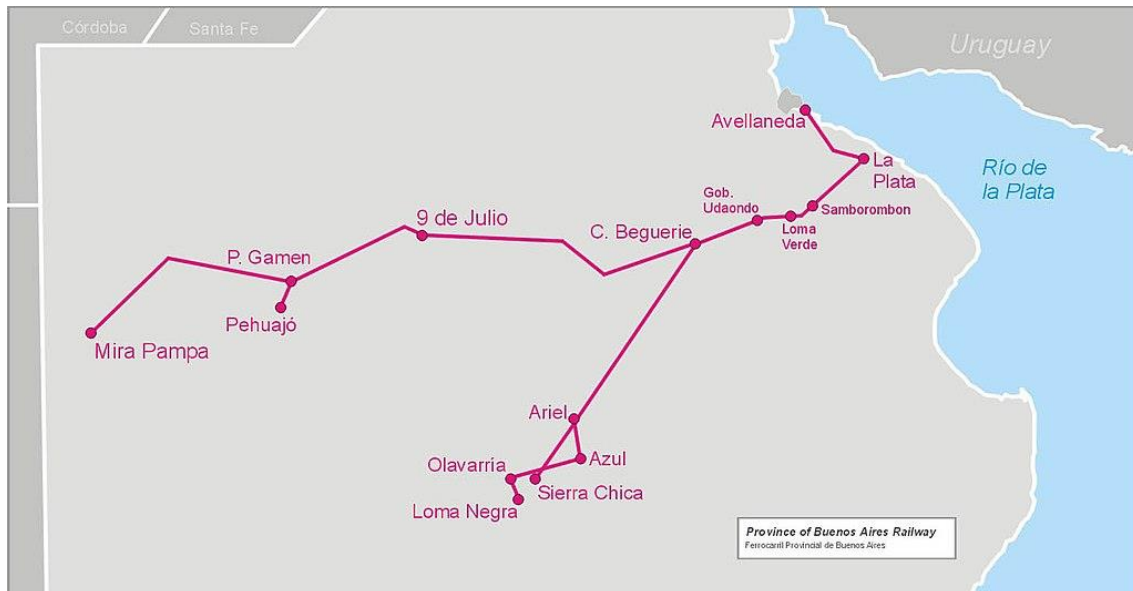 Córdoba
Santa Fe
Uruguay
Avellaneda
La
Plata
Río de
la Plata
Gob.
Udaondo
Samborombon
Loma
Verde
9 de Julio
C. Beguerie
P. Gamen
Pehuajó
Mira Pampa
Ariel
Olavarria
Azul
Sierra Chica
Loma Negra
Province of Buenos Aires Railway
Ferrocarril Provincial de Buenos Aires